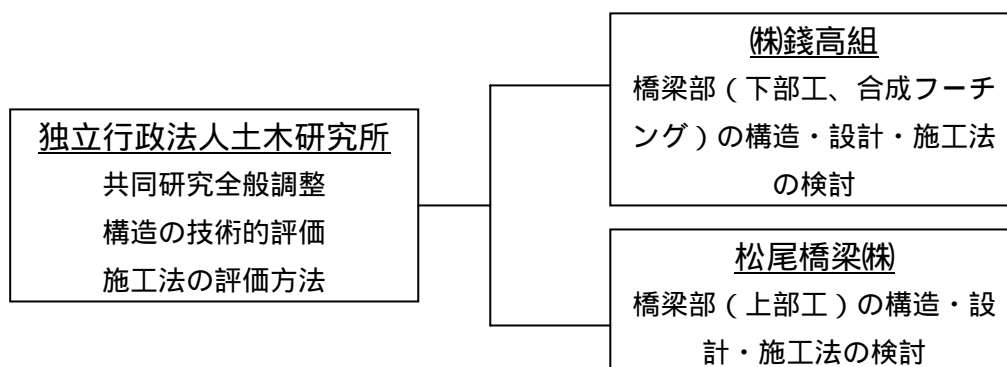 独立行政法人土木研究所
共同研究全般調整
構造の技術的評価
施工法の評価方法
㈱錢高組
橋梁部（下部工、合成フーチ
ング）の構造・設計・施工法
の検討
松尾橋梁㈱
橋梁部（上部工）の構造・設
計・施工法の検討